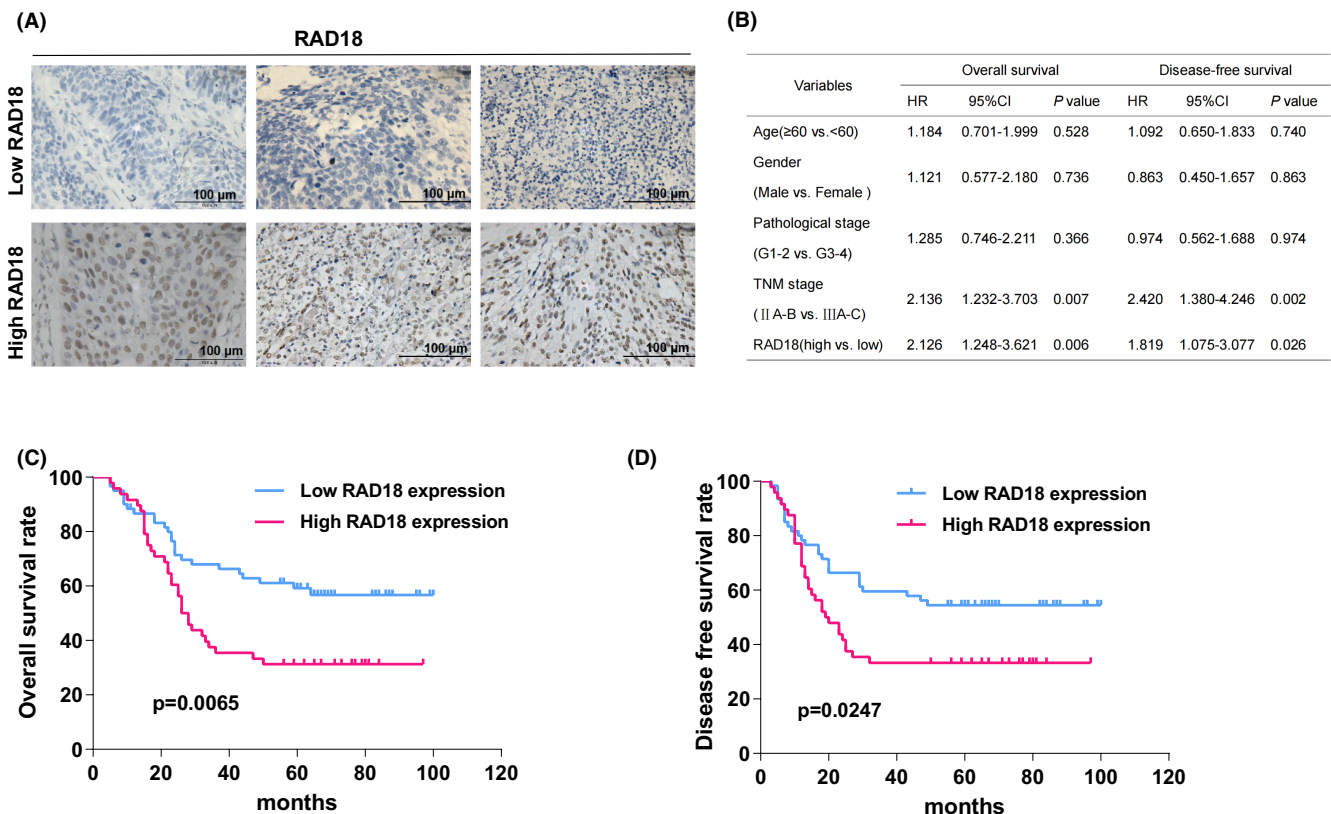 (A)
RAD18
Low RAD18
100 µm
100 µm
100 µm
High RAD18
100 µm
100 µm
100 µm
(B)
Variables
Overall survival
Disease-free survival
HR 95%CI P value HR 95%CI P value
Age(≥60 vs.<60) 1.184 0.701-1.999 0.528 1.092 0.650-1.833 0.740
Gender
(Male vs. Female ) 1.121 0.577-2.180 0.736 0.863 0.450-1.657 0.863
Pathological stage
(G1-2 vs. G3-4) 1.285 0.746-2.211 0.366 0.974 0.562-1.688 0.974
TNM stage
(ⅡA-B vs. ⅢA-C) 2.136 1.232-3.703 0.007 2.420 1.380-4.246 0.002
RAD18(high vs. low) 2.126 1.248-3.621 0.006 1.819 1.075-3.077 0.026
(C)
Overall survival rate
100
80
60
40
20
0
Low RAD18 expression
High RAD18 expression
p=0.0065
0 20 40 60 80 100 120
months
(D)
Disease free survival rate
100
80
60
40
20
0
Low RAD18 expression
High RAD18 expression
p=0.0247
0 20 40 60 80 100 120
months